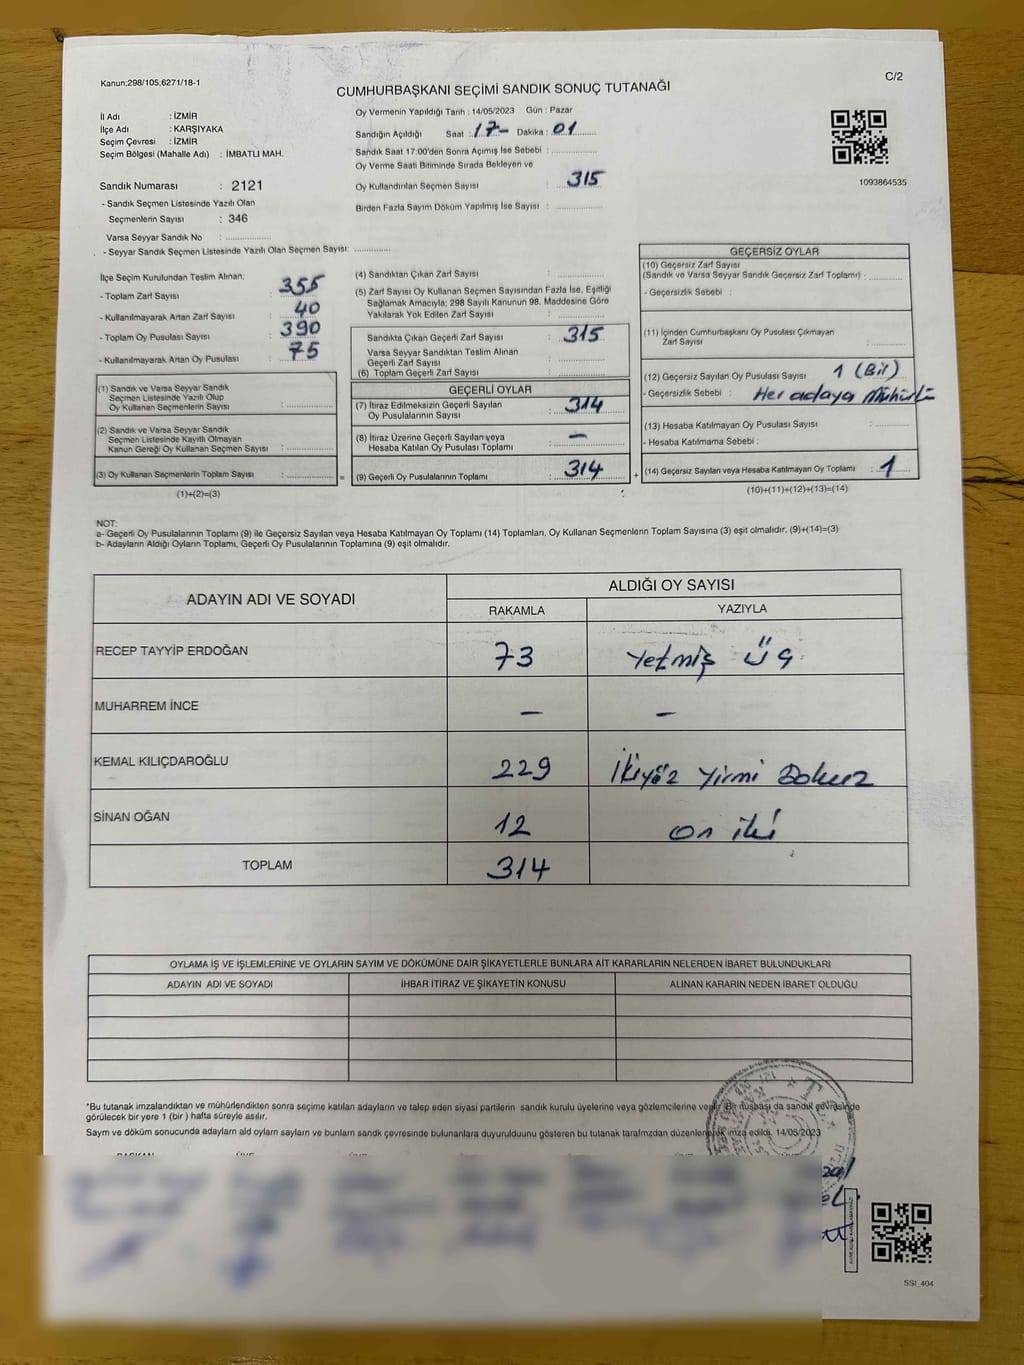 Kanun;298/105,6271/18-1
C/2
CUMHURBAŞKANI SEÇİMİ SANDIK SONUÇ TUTANAĞI
İl Adı : İZMİR
İlçe Adı : KARŞIYAKA
Seçim Çevresi : İZMİR
Seçim Bölgesi (Mahalle Adı) : İMBATLI MAH.
Sandık Numarası : 2121
- Sandık Seçmen Listesinde Yazılı Olan
Seçmenlerin Sayısı : 346
Varsa Seyyar Sandık No : ..............
- Seyyar Sandık Seçmen Listesinde Yazılı Olan Seçmen Sayısı: ............
Oy Vermenin Yapıldığı Tarih : 14/05/2023 Gün : Pazar
Sandığın Açıldığı Saat : 17- Dakika : 01
Sandık Saat 17:00'den Sonra Açımış İse Sebebi : ..............
Oy Verme Saati Bitiminde Sırada Bekleyen ve
Oy Kullandırılan Seçmen Sayısı : 315
Birden Fazla Sayım Döküm Yapılmış İse Sayısı : ..............
1093864535
İlçe Seçim Kurulundan Teslim Alınan;
- Toplam Zarf Sayısı 355
- Kullanılmayarak Artan Zarf Sayısı : 40
- Toplam Oy Pusulası Sayısı : 390
- Kullanılmayarak Artan Oy Pusulası : 75
(1) Sandık ve Varsa Seyyar Sandık
Seçmen Listesinde Yazılı Olup
Oy Kullanan Seçmenlerin Sayısı : ..............
(2) Sandık ve Varsa Seyyar Sandık
Seçmen Listesinde Kayıtlı Olmayan
Kanun Gereği Oy Kullanan Seçmen Sayısı : ..............
(3) Oy Kullanan Seçmenlerin Toplam Sayısı : .............. =
(1)+(2)=(3)
(4) Sandıktan Çıkan Zarf Sayısı : ..............
(5) Zarf Sayısı Oy Kullanan Seçmen Sayısından Fazla İse, Eşitliği
Sağlamak Amacıyla; 298 Sayılı Kanunun 98. Maddesine Göre
Yakılarak Yok Edilen Zarf Sayısı : ..............
Sandıkta Çıkan Geçerli Zarf Sayısı : 315
Varsa Seyyar Sandıktan Teslim Alınan
Geçerli Zarf Sayısı : ..............
(6) Toplam Geçerli Zarf Sayısı : ..............
GEÇERLİ OYLAR
(7) İtiraz Edilmeksizin Geçerli Sayılan
Oy Pusulalarının Sayısı : 314
(8) İtiraz Üzerine Geçerli Sayılan veya
Hesaba Katılan Oy Pusulası Toplamı : -
(9) Geçerli Oy Pusulalarının Toplamı : 314 +
GEÇERSİZ OYLAR
(10) Geçersiz Zarf Sayısı
(Sandık ve Varsa Seyyar Sandık Geçersiz Zarf Toplamı) : ..............
- Geçersizlik Sebebi :
(11) İçinden Cumhurbaşkanı Oy Pusulası Çıkmayan
Zarf Sayısı : ..............
(12) Geçersiz Sayılan Oy Pusulası Sayısı : 1 (Bir)
- Geçersizlik Sebebi : Her adaya Mühürlü
(13) Hesaba Katılmayan Oy Pusulası Sayısı : ..............
- Hesaba Katılmama Sebebi :
(14) Geçersiz Sayılan veya Hesaba Katılmayan Oy Toplamı : 1
(10)+(11)+(12)+(13)=(14)
NOT:
a- Geçerli Oy Pusulalarının Toplamı (9) ile Geçersiz Sayılan veya Hesaba Katılmayan Oy Toplamı (14) Toplamları, Oy Kullanan Seçmenlerin Toplam Sayısına (3) eşit olmalıdır. (9)+(14)=(3)
b- Adayların Aldığı Oyların Toplamı, Geçerli Oy Pusulalarının Toplamına (9) eşit olmalıdır.
ADAYIN ADI VE SOYADI ALDIĞI OY SAYISI
RAKAMLA YAZIYLA
RECEP TAYYİP ERDOĞAN 73 Yetmiş Üç
MUHARREM İNCE - -
KEMAL KILIÇDAROĞLU 229 İkiyüz Yirmi Dokuz
SİNAN OĞAN 12 on iki
TOPLAM 314
OYLAMA İŞ VE İŞLEMLERİNE VE OYLARIN SAYIM VE DÖKÜMÜNE DAİR ŞİKAYETLERLE BUNLARA AİT KARARLARIN NELERDEN İBARET BULUNDUKLARI
ADAYIN ADI VE SOYADI İHBAR İTİRAZ VE ŞİKAYETİN KONUSU ALINAN KARARIN NEDEN İBARET OLDUĞU
*Bu tutanak imzalandıktan ve mühürlendikten sonra seçime katılan adayların ve talep eden siyasi partilerin sandık kurulu üyelerine veya gözlemcilerine verilir. Bir nüshası da sandık çevresinde
görülecek bir yere 1 (bir ) hafta süreyle asılır.
Saym ve döküm sonucunda adaylarn ald oylarn saylarn ve bunlarn sandk çevresinde bulunanlara duyurulduunu gösteren bu tutanak tarafmzdan düzenlenerek imza edildi. 14/05/2023
SSI_404